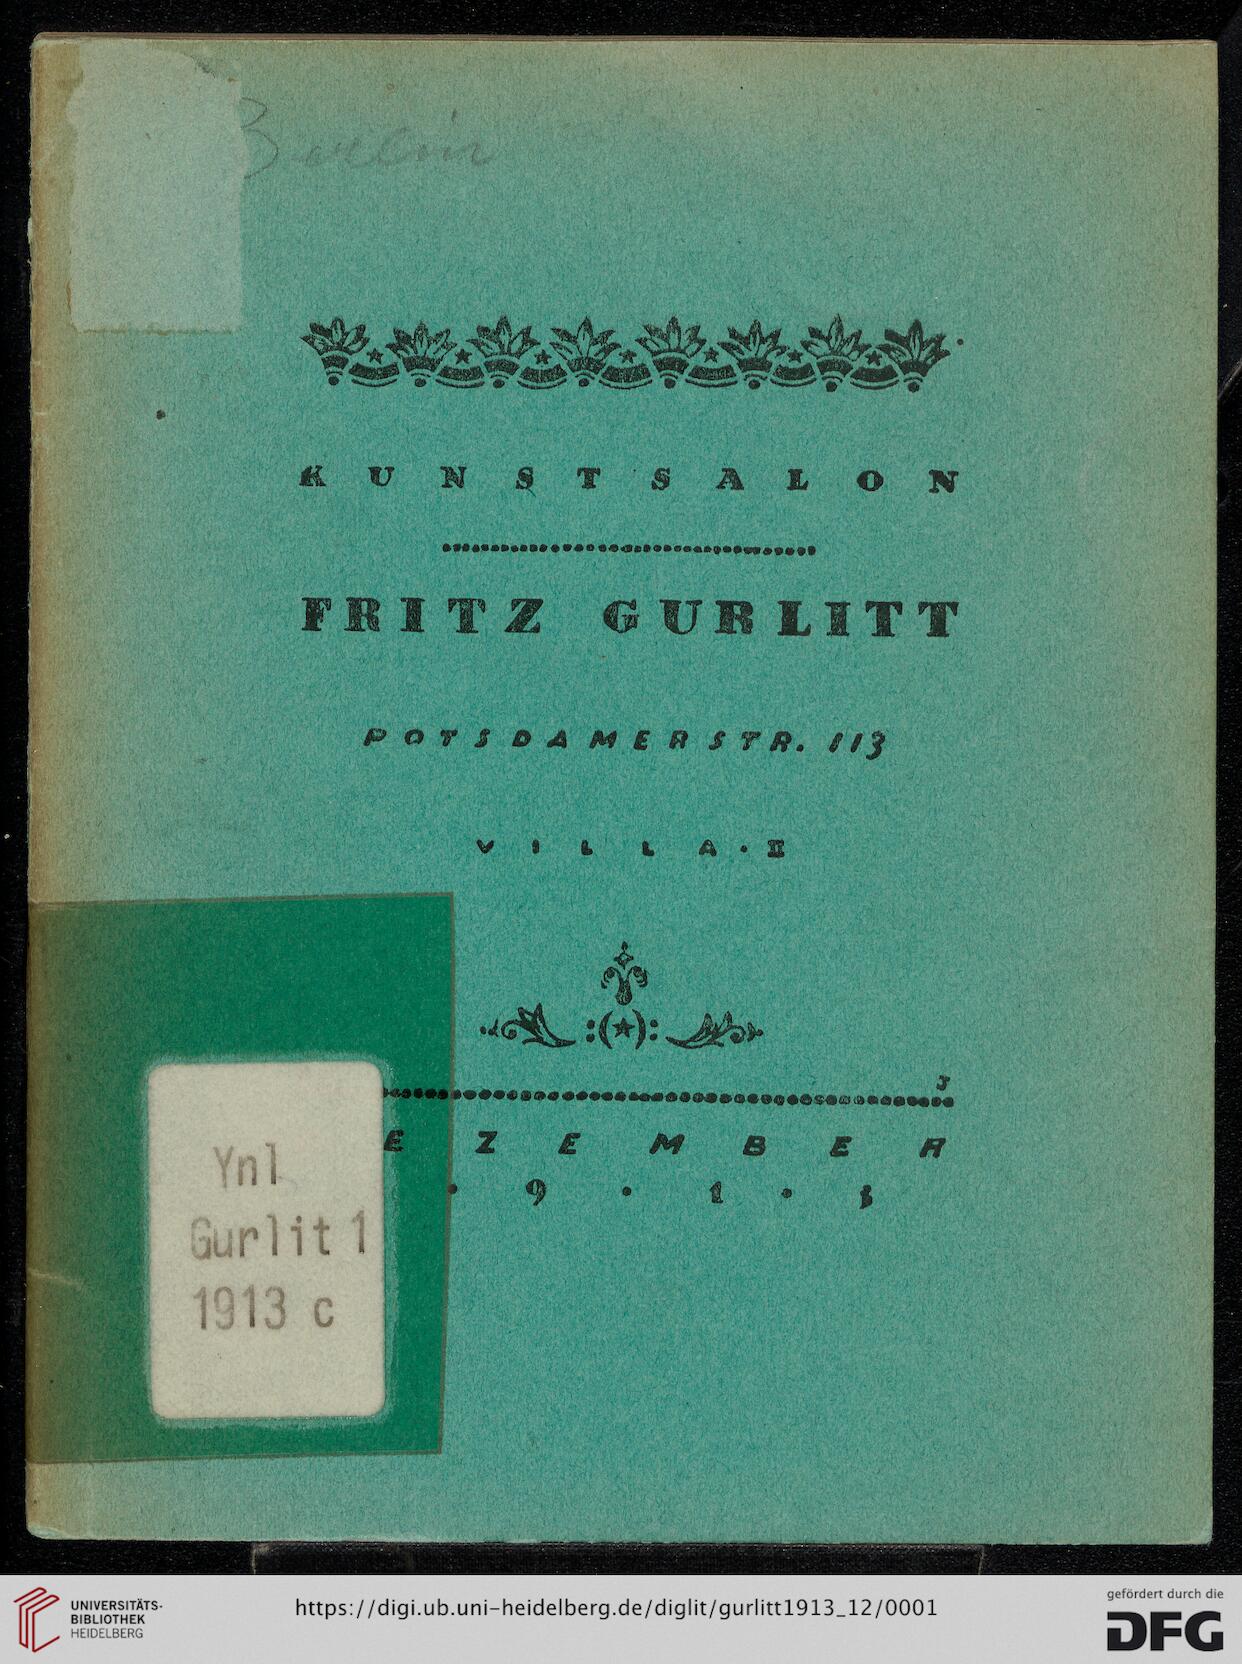 Berlin
KUNSTSALON
FRITZ GURLITT
POTSDAMERSTR. 113
VILLA · II
:(★):
J
EZEMBER
· 9 · 1 · 3
Ynl
Gurlit 1
1913 c
UNIVERSITÄTS-
BIBLIOTHEK
HEIDELBERG
https://digi.ub.uni-heidelberg.de/diglit/gurlitt1913_12/0001
gefördert durch die
DFG